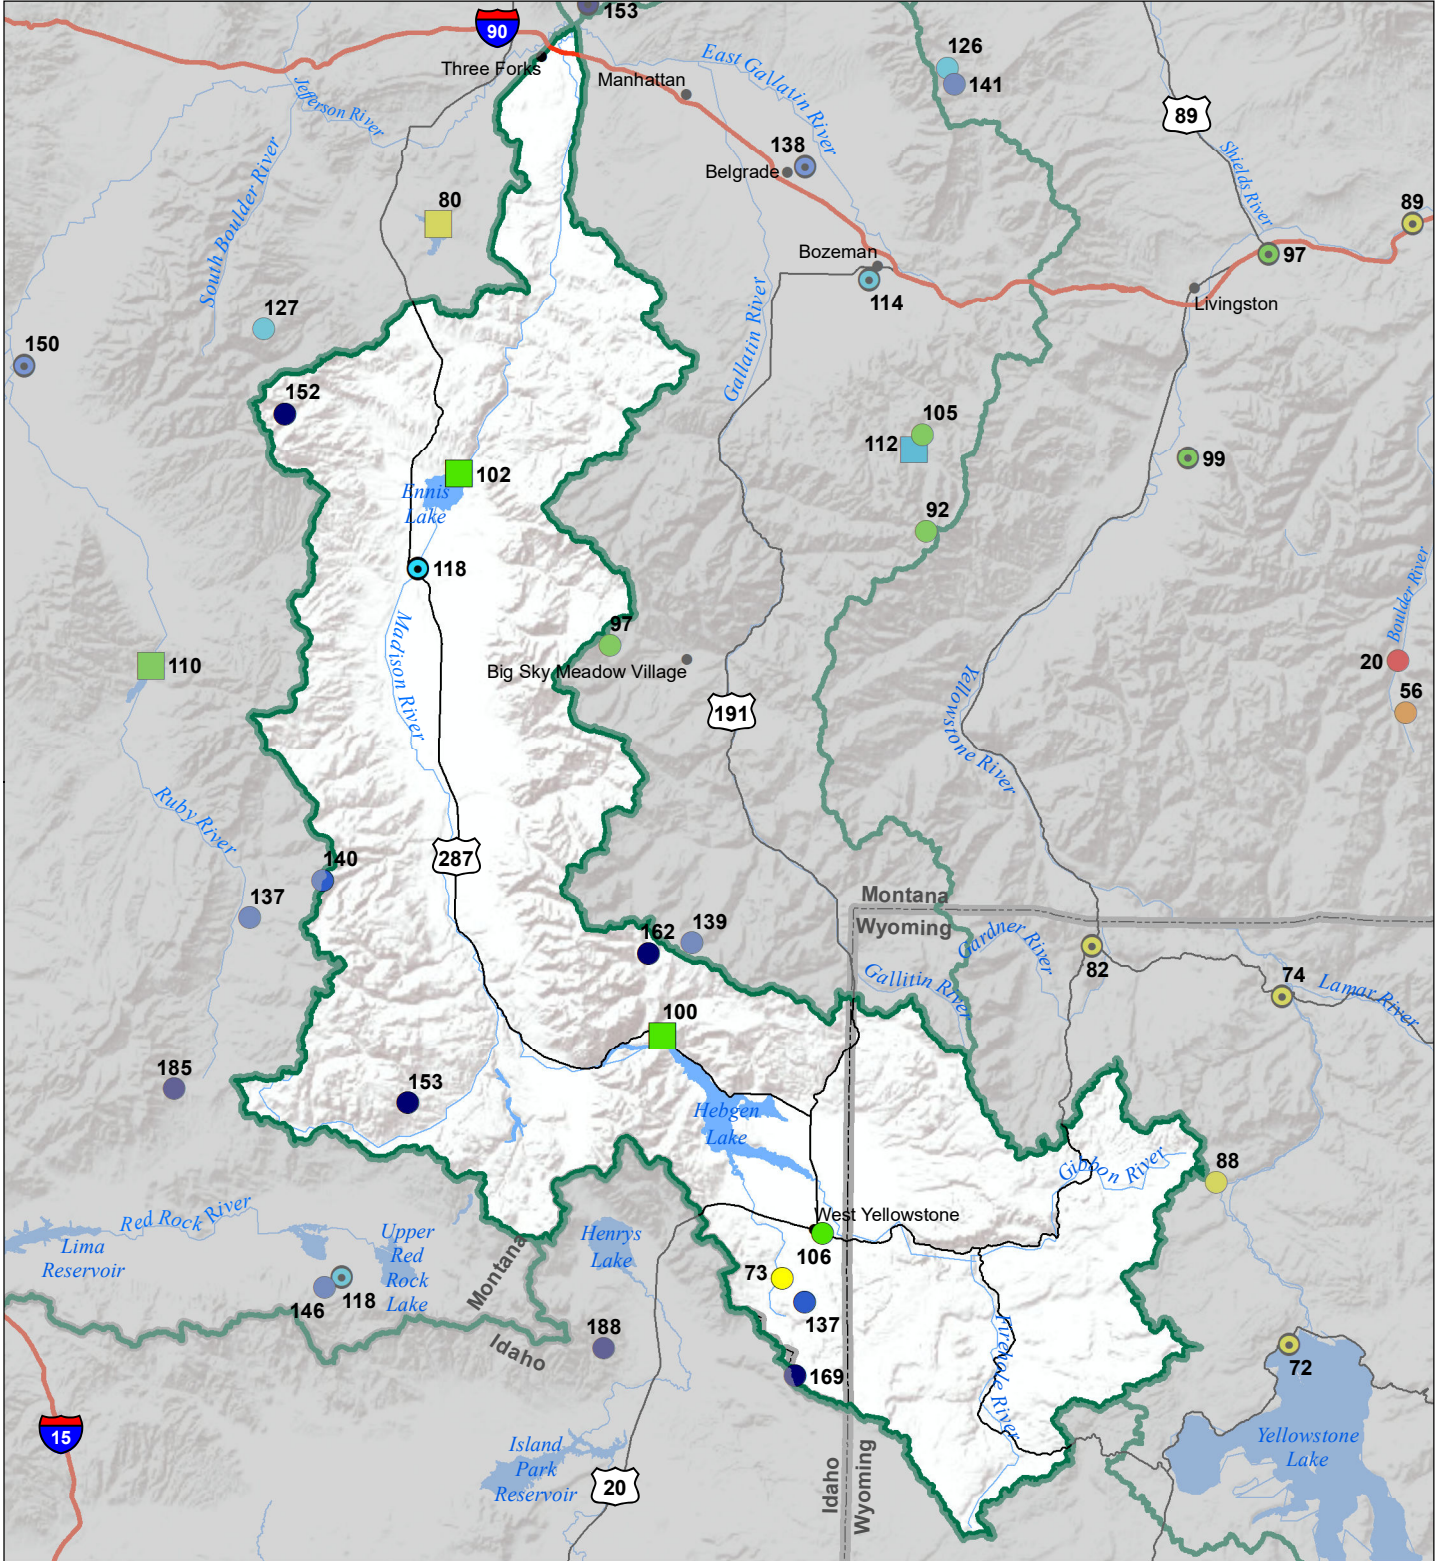 153
90
Three Forks
Manhattan
East Gallatin River
126
141
89
Jefferson River
138
Belgrade
Shields River
South Boulder River
80
89
97
Bozeman
114
Livingston
127
Gallatin River
150
152
105
112
99
102
Ennis
Lake
92
118
Boulder River
97
Madison River
Big Sky Meadow Village
110
20
56
191
Yellowstone River
Ruby River
287
140
137
Montana
Wyoming
162
139
Gardner River
82
Gallitin River
74
Lamar River
100
185
153
Hebgen
Lake
Gibbon River
88
Red Rock River
Lima
Reservoir
Upper
Red
Rock
Lake
Montana
Henrys
Lake
West Yellowstone
106
73
137
146
118
Idaho
188
169
Firehole River
72
15
Island
Park
Reservoir
20
Idaho
Wyoming
Yellowstone
Lake